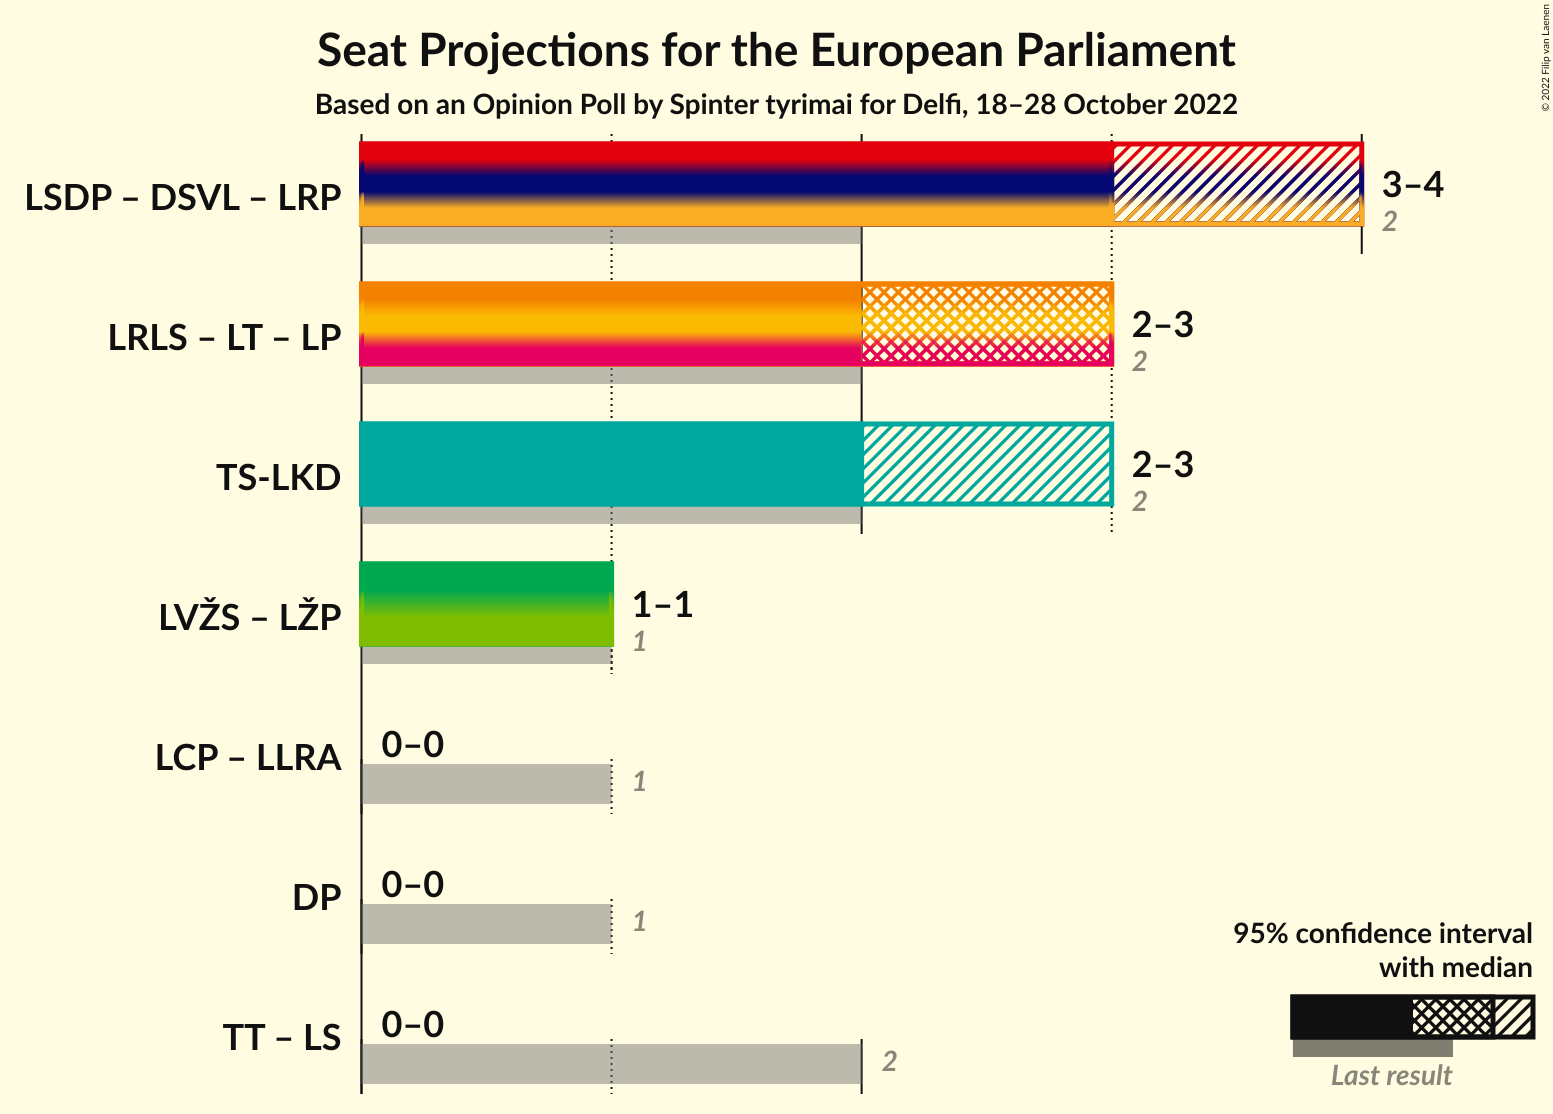 Seat Projections for the European Parliament
Based on an Opinion Poll by Spinter tyrimai for Delfi, 18–28 October 2022
© 2022 Filip van Laenen
LSDP – DSVL – LRP
3–4
2
LRLS – LT – LP
2–3
2
TS-LKD
2–3
2
LVŽS – LŽP
1–1
1
LCP – LLRA
0–0
1
DP
0–0
1
TT – LS
0–0
2
95% confidence interval
with median
Last result